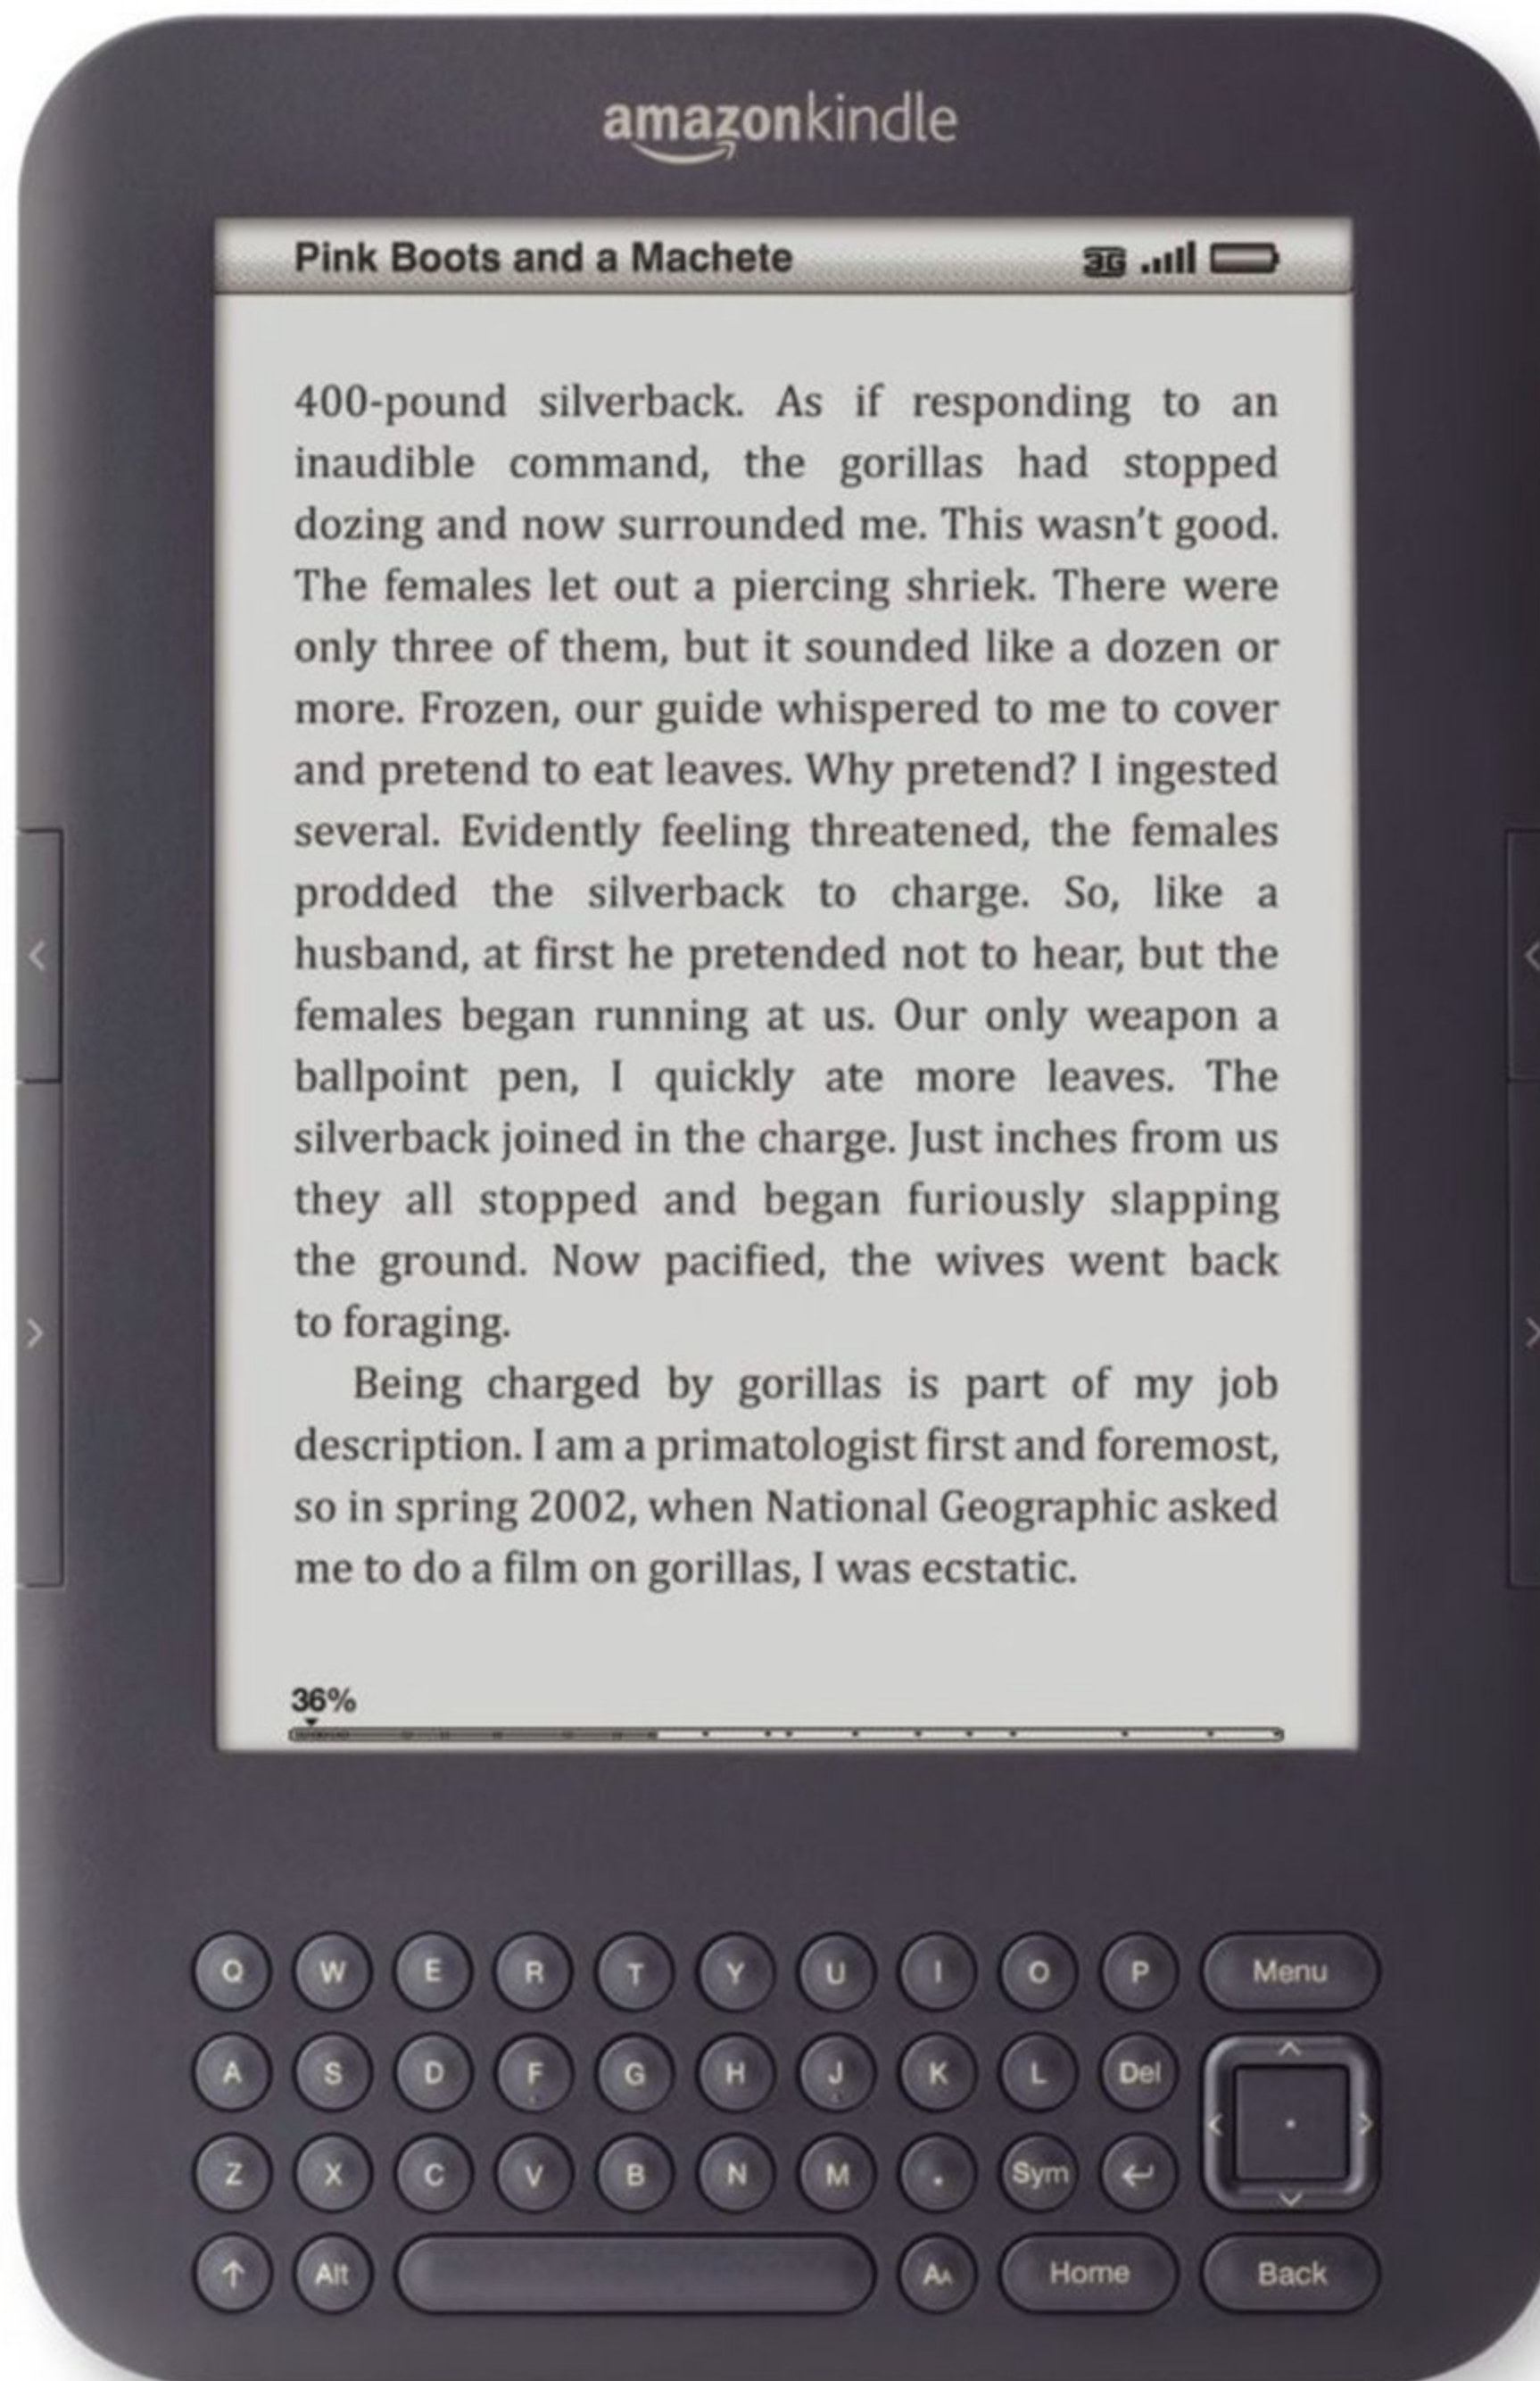 amazonkindle
Pink Boots and a Machete 3G
400-pound silverback. As if responding to an
inaudible command, the gorillas had stopped
dozing and now surrounded me. This wasn't good.
The females let out a piercing shriek. There were
only three of them, but it sounded like a dozen or
more. Frozen, our guide whispered to me to cover
and pretend to eat leaves. Why pretend? I ingested
several. Evidently feeling threatened, the females
prodded the silverback to charge. So, like a
husband, at first he pretended not to hear, but the
females began running at us. Our only weapon a
ballpoint pen, I quickly ate more leaves. The
silverback joined in the charge. Just inches from us
they all stopped and began furiously slapping
the ground. Now pacified, the wives went back
to foraging.
Being charged by gorillas is part of my job
description. I am a primatologist first and foremost,
so in spring 2002, when National Geographic asked
me to do a film on gorillas, I was ecstatic.
36%
Q W E R T Y U I O P Menu
A S D F G H J K L Del
Z X C V B N M . Sym
Alt AA Home Back